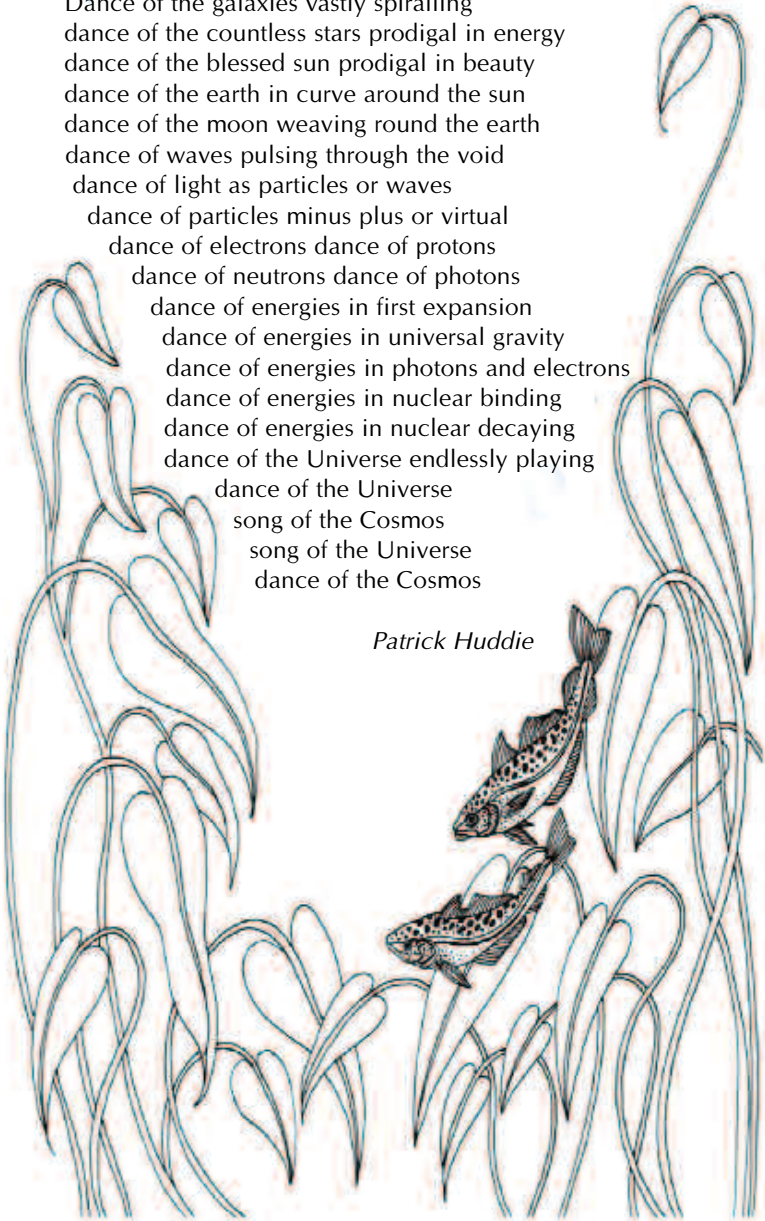 Dance of the galaxies vastly spiralling
dance of the countless stars prodigal in energy
dance of the blessed sun prodigal in beauty
dance of the earth in curve around the sun
dance of the moon weaving round the earth
dance of waves pulsing through the void
dance of light as particles or waves
dance of particles minus plus or virtual
dance of electrons dance of protons
dance of neutrons dance of photons
dance of energies in first expansion
dance of energies in universal gravity
dance of energies in photons and electrons
dance of energies in nuclear binding
dance of energies in nuclear decaying
dance of the Universe endlessly playing
dance of the Universe
song of the Cosmos
song of the Universe
dance of the Cosmos
Patrick Huddie